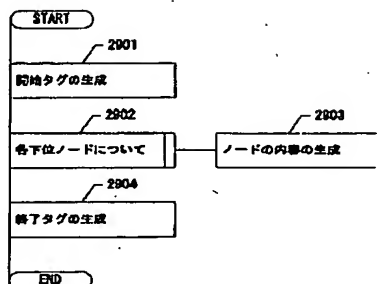 START
2901
開始タグの生成
2902
各下位ノードについて
2903
ノードの内容の生成
2904
終了タグの生成
END